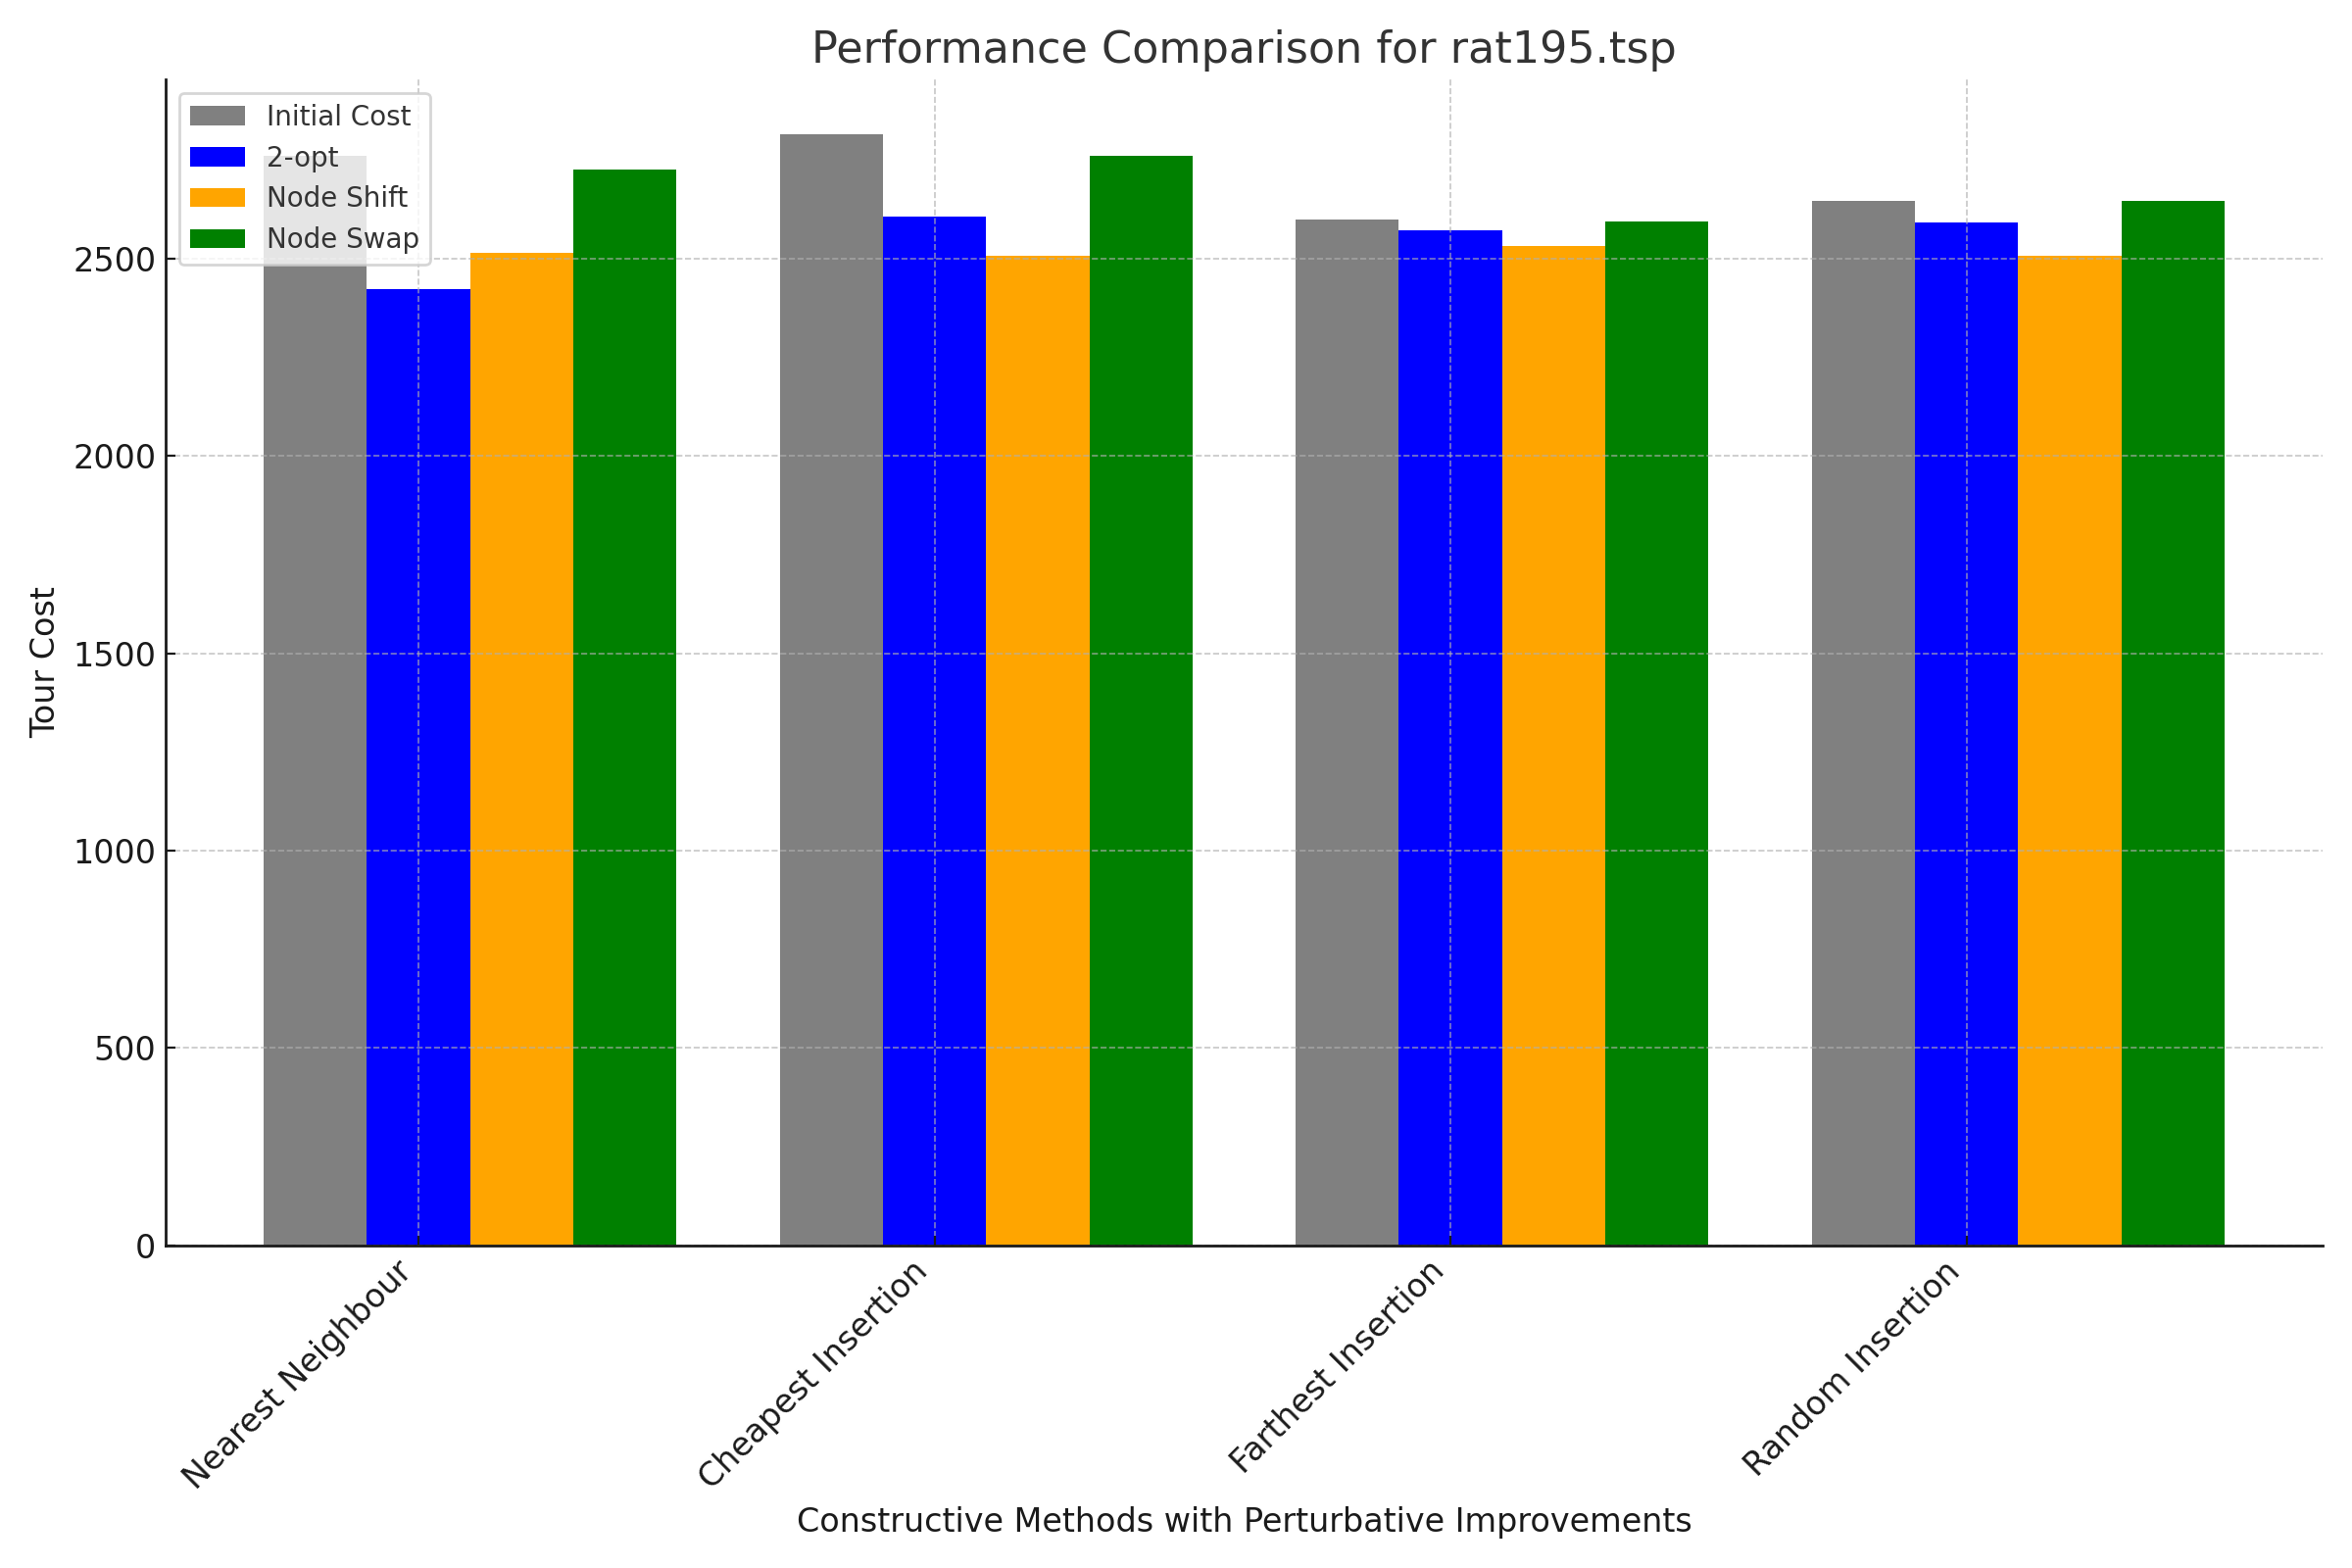 Performance Comparison for rat195.tsp
Initial Cost
2-opt
Node Shift
Node Swap
Tour Cost
2500
2000
1500
1000
500
0
Nearest Neighbour
Cheapest Insertion
Farthest Insertion
Random Insertion
Constructive Methods with Perturbative Improvements